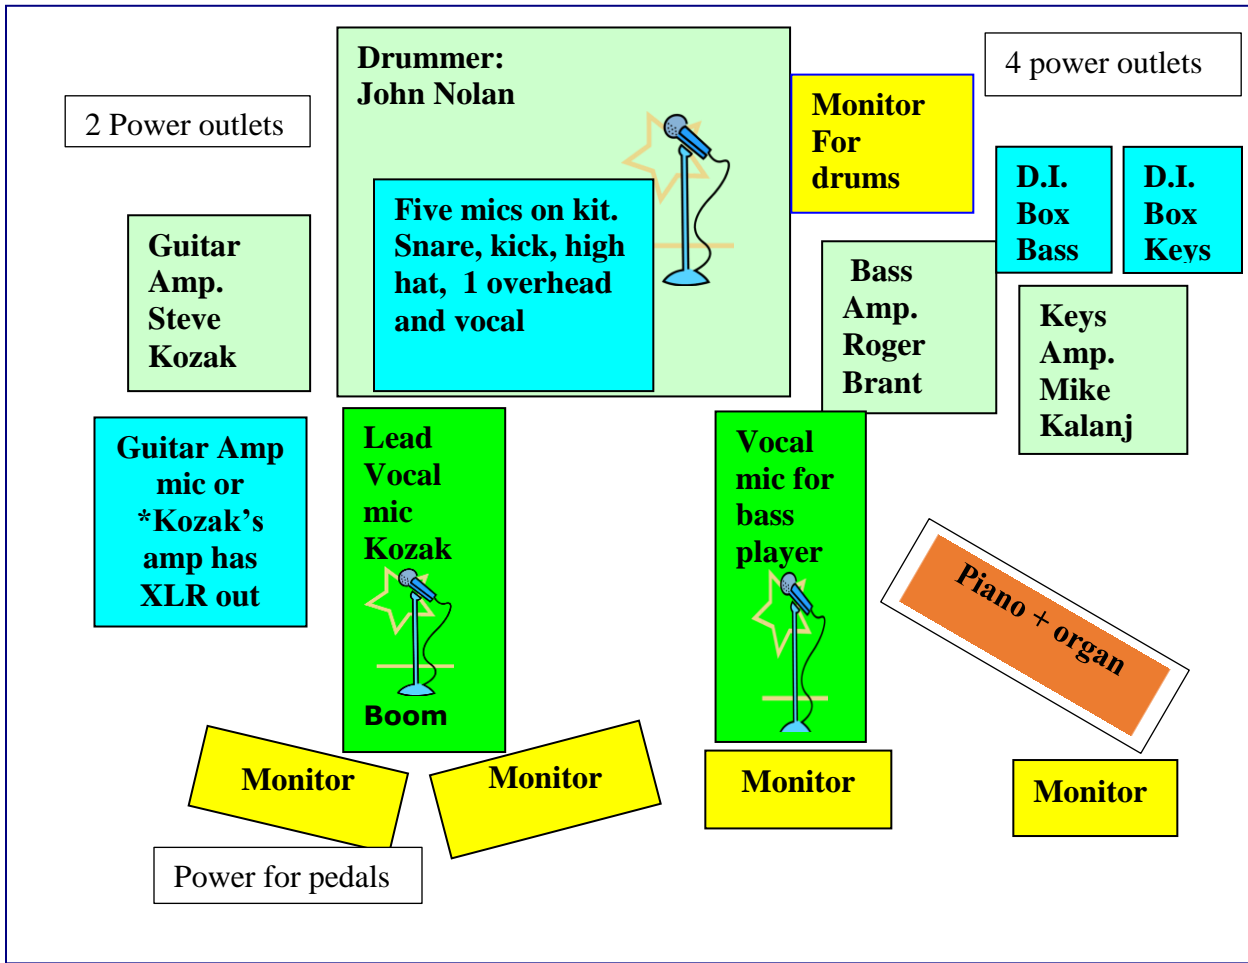 Drummer:
John Nolan
4 power outlets
2 Power outlets
Monitor
For
drums
D.I.
Box
Bass
D.I.
Box
Keys
Five mics on kit.
Snare, kick, high
hat, 1 overhead
and vocal
Guitar
Amp.
Steve
Kozak
Bass
Amp.
Roger
Brant
Keys
Amp.
Mike
Kalanj
Guitar Amp
mic or
*Kozak’s
amp has
XLR out
Lead
Vocal
mic
Kozak
Boom
Vocal
mic for
bass
player
Piano + organ
Monitor
Monitor
Monitor
Monitor
Power for pedals